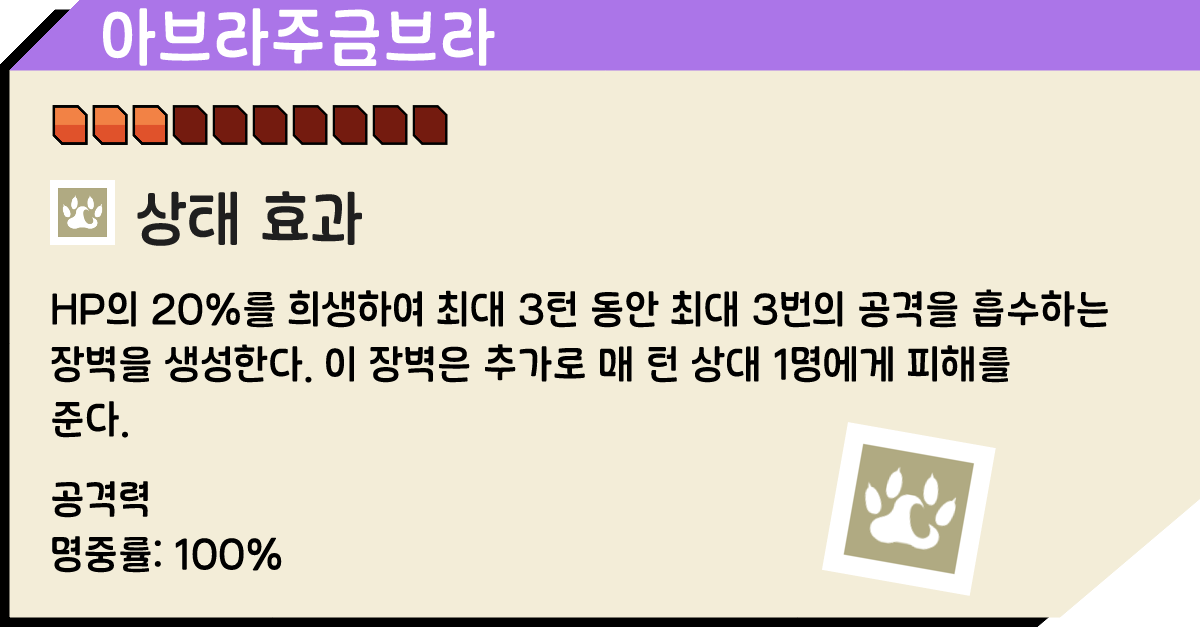 아브라주금브라
상태 효과
HP의 20%를 희생하여 최대 3턴 동안 최대 3번의 공격을 흡수하는
장벽을 생성한다. 이 장벽은 추가로 매 턴 상대 1명에게 피해를
준다.
공격력
명중률: 100%